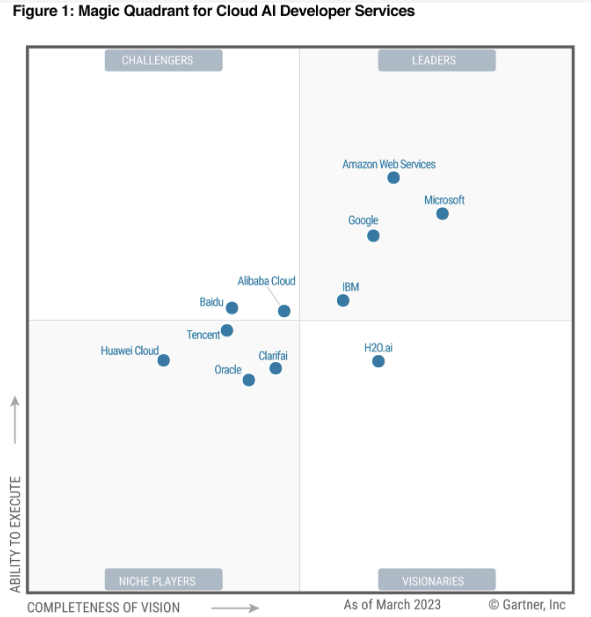 Figure 1: Magic Quadrant for Cloud AI Developer Services
CHALLENGERS
LEADERS
Amazon Web Services
Microsoft
Google
Alibaba Cloud
IBM
Baidu
Tencent
Huawei Cloud
Clarifai
Oracle
H2O.ai
ABILITY TO EXECUTE
NICHE PLAYERS
VISIONARIES
COMPLETENESS OF VISION
As of March 2023
© Gartner, Inc